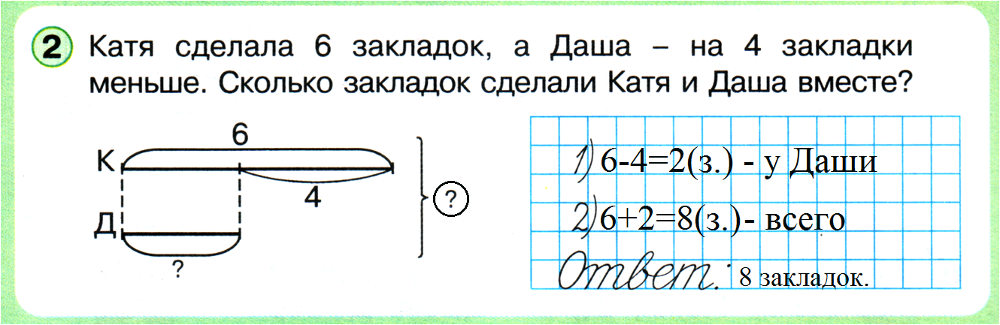 2 Катя сделала 6 закладок, а Даша – на 4 закладки
меньше. Сколько закладок сделали Катя и Даша вместе?
6
К
4
?
Д
?
1) 6-4=2(з.) - у Даши
2) 6+2=8(з.)- всего
Ответ: 8 закладок.